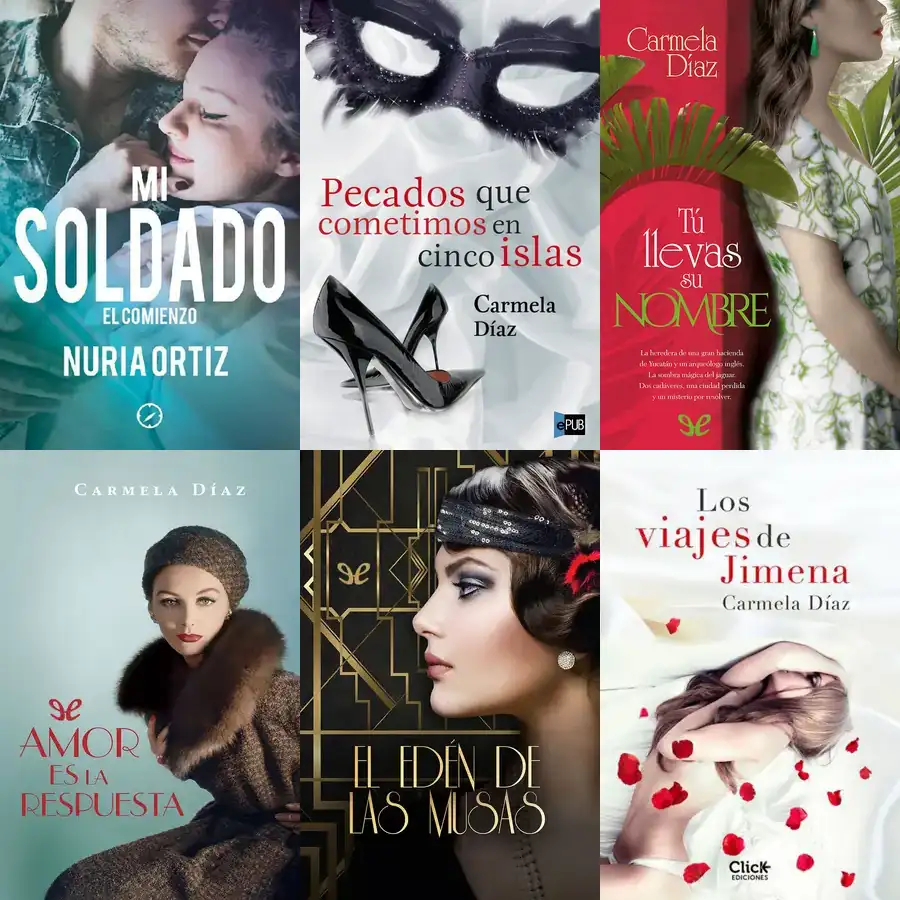 MI
SOLDADO
EL COMIENZO
NURIA ORTIZ
Pecados que
cometimos en
cinco islas
Carmela
Díaz
ePUB
Carmela
Díaz
Tú
llevas
su
NOMBRE
La heredera de una gran hacienda
de Yucatán y un arqueólogo inglés.
La sombra mágica del jaguar.
Dos cadáveres, una ciudad perdida
y un misterio por resolver.
CARMELA DÍAZ
AMOR
ES LA
RESPUESTA
EL EDÉN DE
LAS MUSAS
Los
viajes de
Jimena
Carmela Díaz
Click
EDICIONES